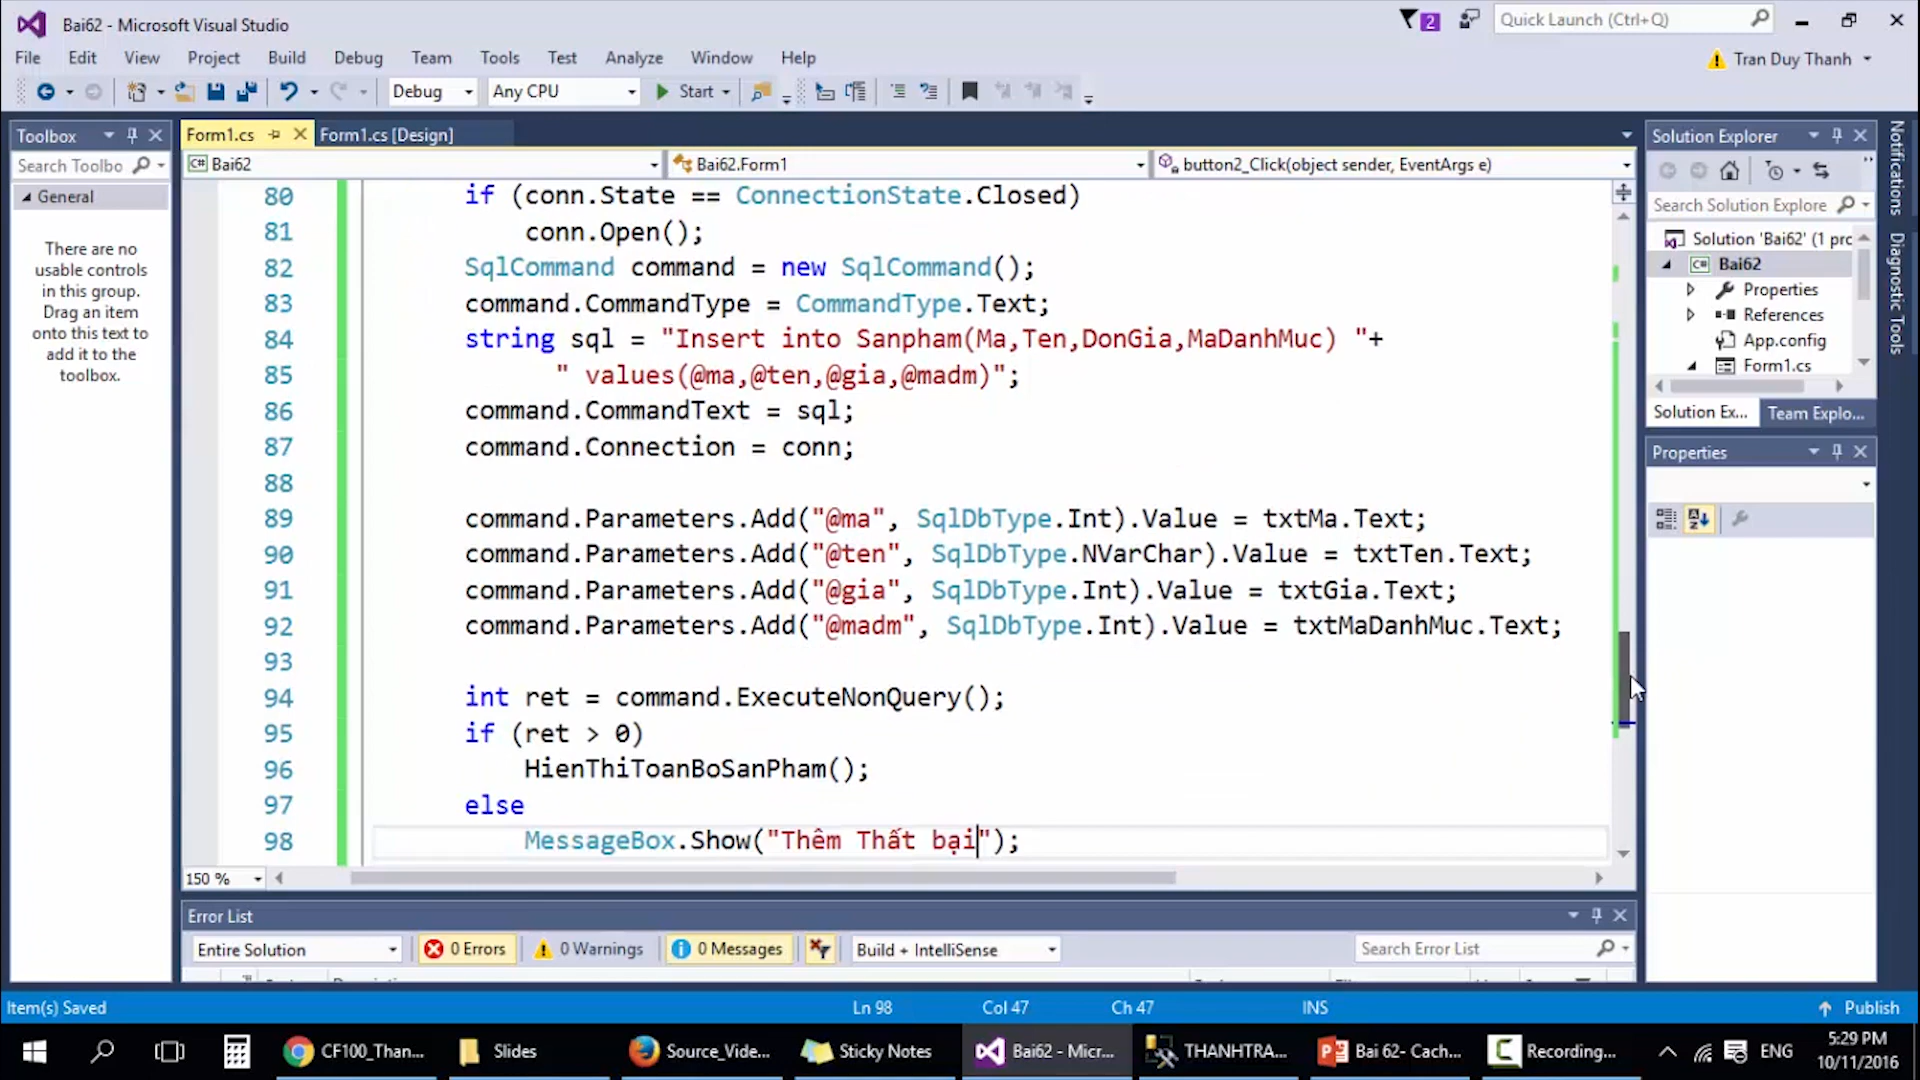 Bai62 - Microsoft Visual Studio
2
Quick Launch (Ctrl+Q)
File Edit View Project Build Debug Team Tools Test Analyze Window Help
Tran Duy Thanh
Debug Any CPU Start
Toolbox
Search Toolbo
General
There are no
usable controls
in this group.
Drag an item
onto this text to
add it to the
toolbox.
Form1.cs Form1.cs [Design]
Bai62 Bai62.Form1 button2_Click(object sender, EventArgs e)
80 if (conn.State == ConnectionState.Closed)
81 conn.Open();
82 SqlCommand command = new SqlCommand();
83 command.CommandType = CommandType.Text;
84 string sql = "Insert into Sanpham(Ma,Ten,DonGia,MaDanhMuc) "+
85 " values(@ma,@ten,@gia,@madm)";
86 command.CommandText = sql;
87 command.Connection = conn;
88
89 command.Parameters.Add("@ma", SqlDbType.Int).Value = txtMa.Text;
90 command.Parameters.Add("@ten", SqlDbType.NVarChar).Value = txtTen.Text;
91 command.Parameters.Add("@gia", SqlDbType.Int).Value = txtGia.Text;
92 command.Parameters.Add("@madm", SqlDbType.Int).Value = txtMaDanhMuc.Text;
93
94 int ret = command.ExecuteNonQuery();
95 if (ret > 0)
96 HienThiToanBoSanPham();
97 else
98 MessageBox.Show("Thêm Thất bại");
150 %
Solution Explorer
Search Solution Explore
Solution 'Bai62' (1 prc
Bai62
Properties
References
App.config
Form1.cs
Solution Ex... Team Explo...
Properties
Notifications
Diagnostic Tools
Error List
Entire Solution 0 Errors 0 Warnings 0 Messages Build + IntelliSense Search Error List
Item(s) Saved Ln 98 Col 47 Ch 47 INS Publish
CF100_Than... Slides Source_Vide... Sticky Notes Bai62 - Micr... THANHTRA... Bai 62- Cach... Recording... ENG
5:29 PM
10/11/2016